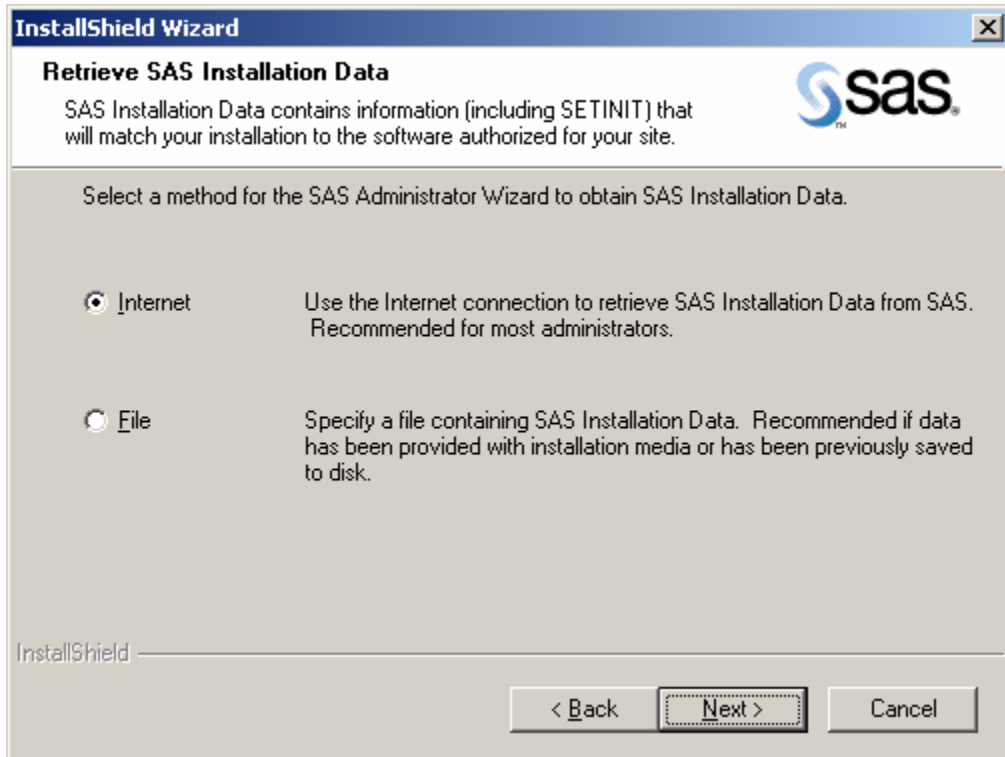 InstallShield Wizard
Retrieve SAS Installation Data
SAS Installation Data contains information (including SETINIT) that
will match your installation to the software authorized for your site.
sas.
TM
Select a method for the SAS Administrator Wizard to obtain SAS Installation Data.
Internet
Use the Internet connection to retrieve SAS Installation Data from SAS.
Recommended for most administrators.
File
Specify a file containing SAS Installation Data.  Recommended if data
has been provided with installation media or has been previously saved
to disk.
InstallShield
< Back
Next >
Cancel